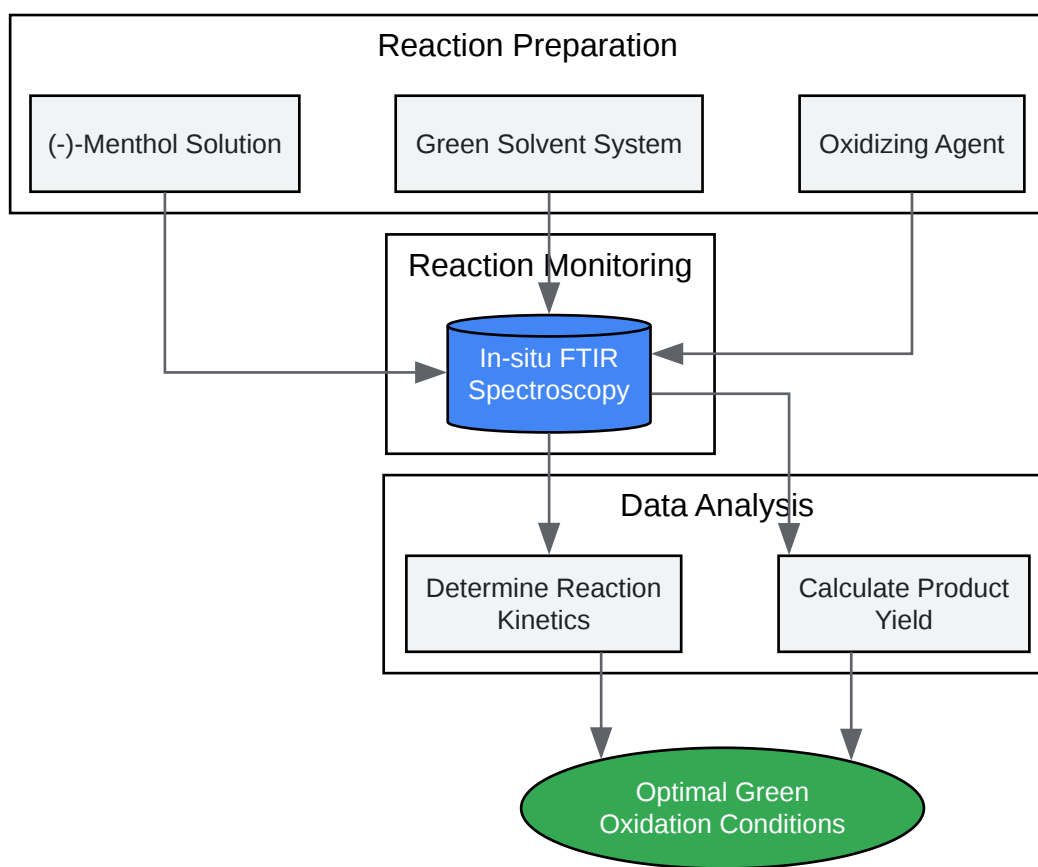 Reaction Preparation
(-)-Menthol Solution
Green Solvent System
Oxidizing Agent
Reaction Monitoring
In-situ FTIR
Spectroscopy
Data Analysis
Determine Reaction
Kinetics
Calculate Product
Yield
Optimal Green
Oxidation Conditions